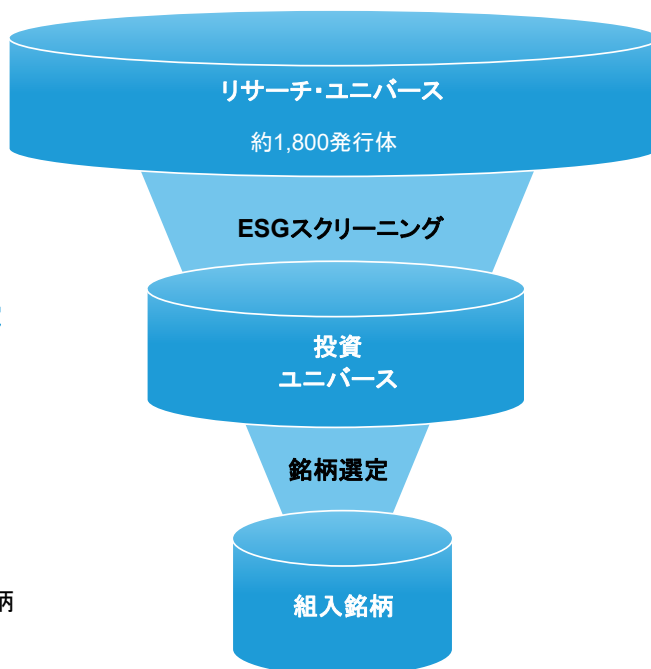 リサーチ・ユニバース
約1,800発行体
ESGスクリーニング
投資
ユニバース
銘柄選定
柄
組入銘柄